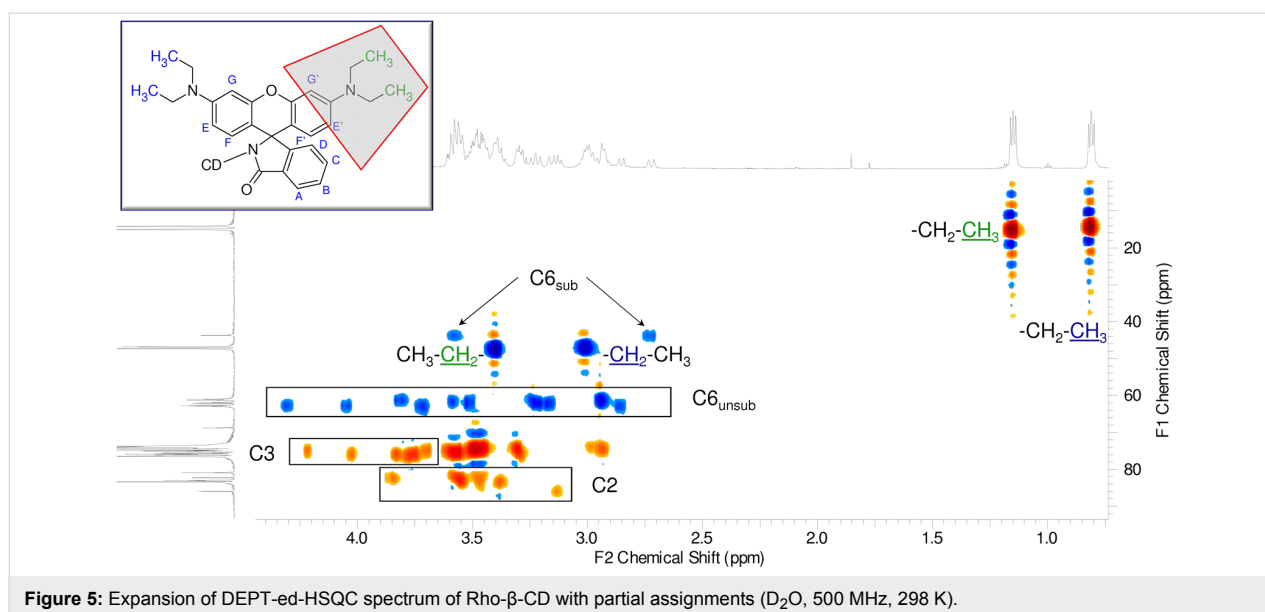 H₃C
CH₃
H₃C
CH₃
G
G'
N
O
N
E
E'
F
F'
D
N
C
CD
B
O
A
-CH₂-CH₃
20
C6sub
40
-CH₂-CH₃
CH₃-CH₂-
-CH₂-CH₃
60
C6unsub
C3
80
C2
F1 Chemical Shift (ppm)
4.0 3.5 3.0 2.5 2.0 1.5 1.0
F2 Chemical Shift (ppm)
Figure 5: Expansion of DEPT-ed-HSQC spectrum of Rho-β-CD with partial assignments (D₂O, 500 MHz, 298 K).